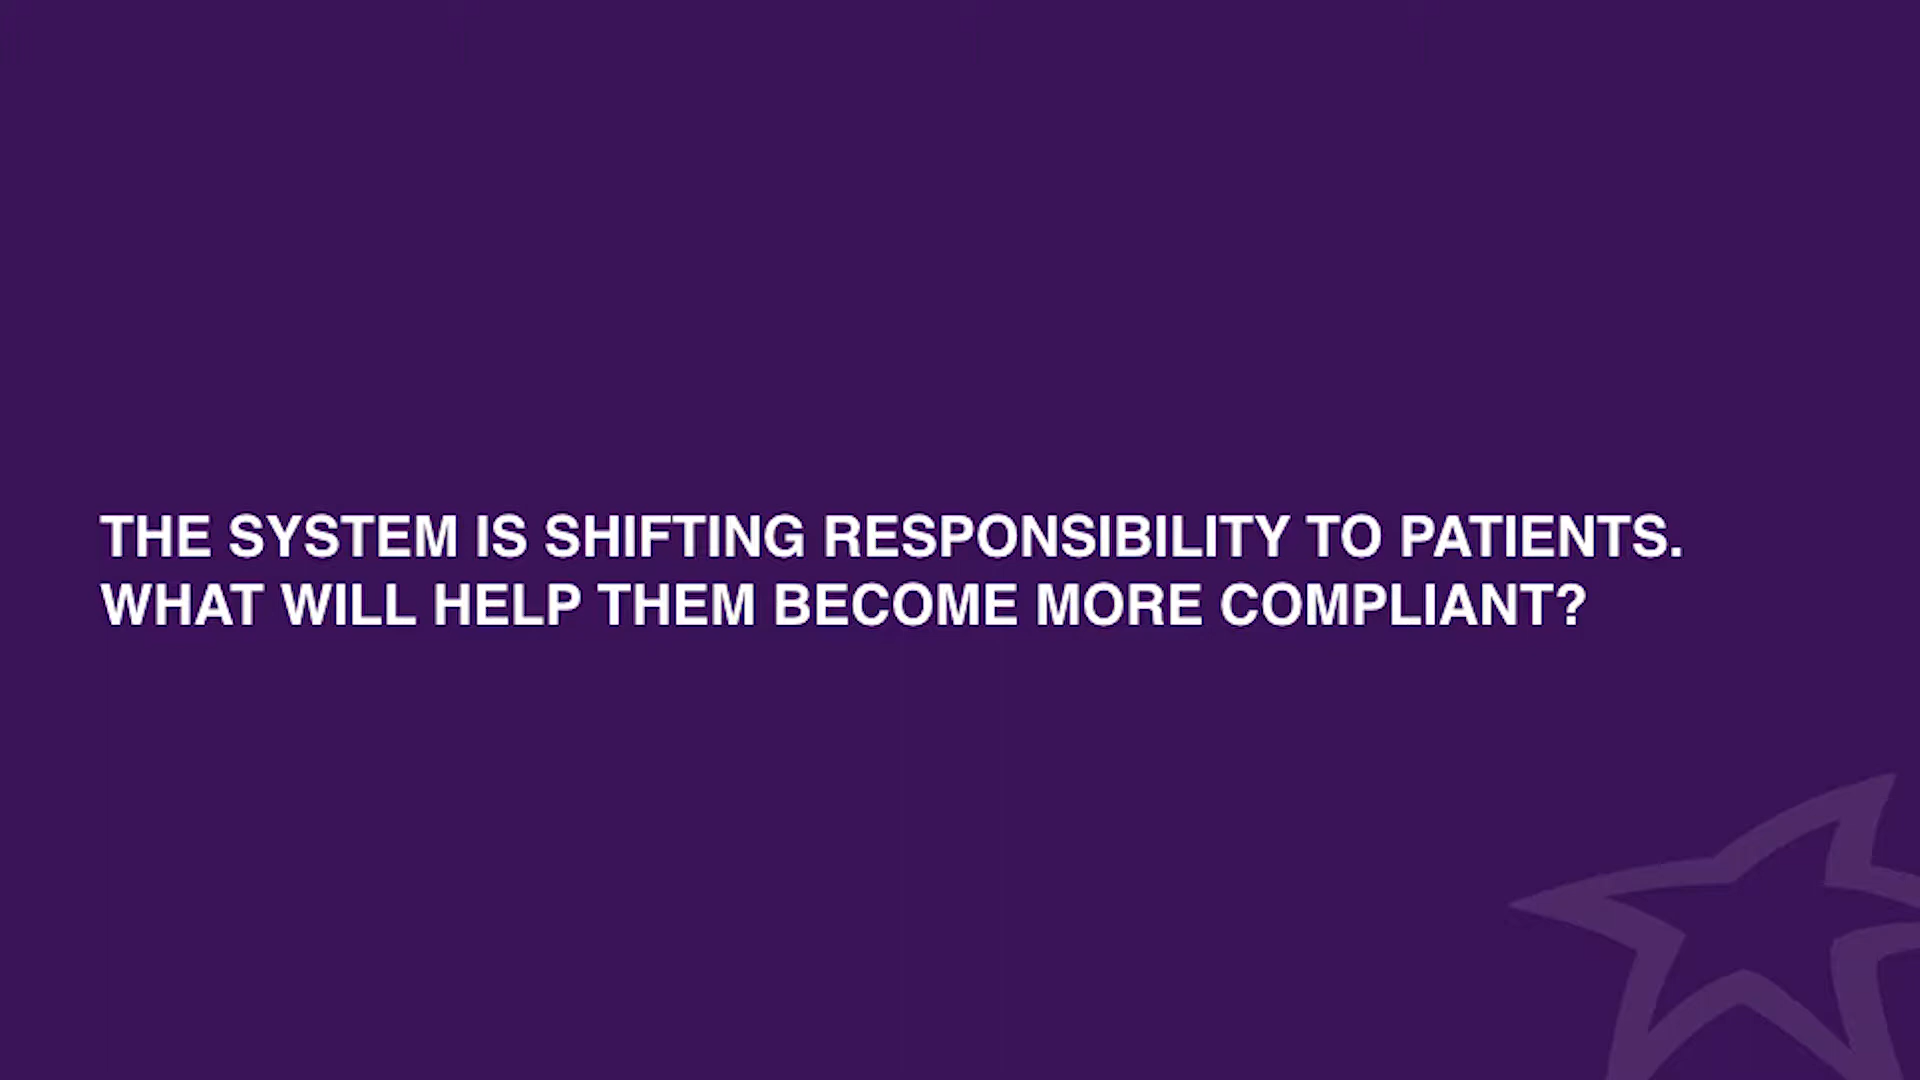 THE SYSTEM IS SHIFTING RESPONSIBILITY TO PATIENTS.
WHAT WILL HELP THEM BECOME MORE COMPLIANT?